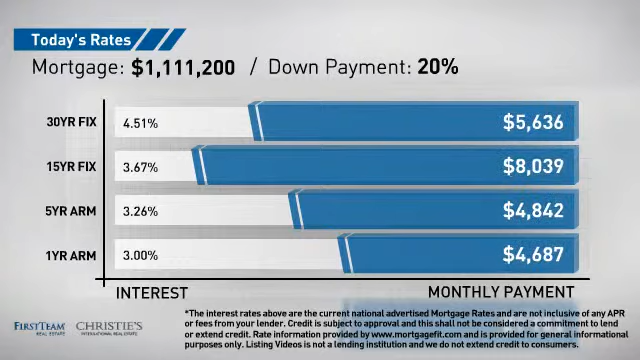 Today's Rates
Mortgage: $1,111,200 / Down Payment: 20%
30YR FIX 4.51% $5,636
15YR FIX 3.67% $8,039
5YR ARM 3.26% $4,842
1YR ARM 3.00% $4,687
INTEREST MONTHLY PAYMENT
*The interest rates above are the current national advertised Mortgage Rates and are not inclusive of any APR
or fees from your lender. Credit is subject to approval and this shall not be considered a commitment to lend
or extend credit. Rate information provided by www.mortgagefit.com and is provided for general informational
purposes only. Listing Videos is not a lending institution and we do not extend credit to consumers.
FIRSTTEAM CHRISTIE'S
REAL ESTATE INTERNATIONAL REAL ESTATE